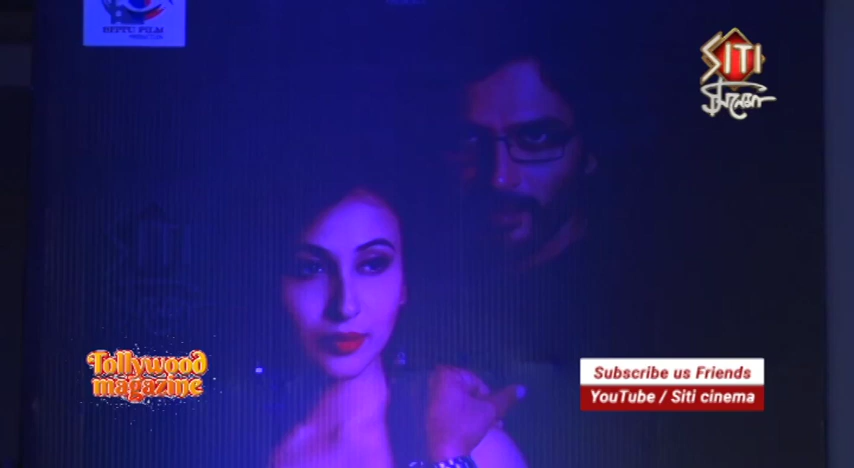 SITI
সিনেমা
Tollywood
magazine
Subscribe us Friends
YouTube / Siti cinema